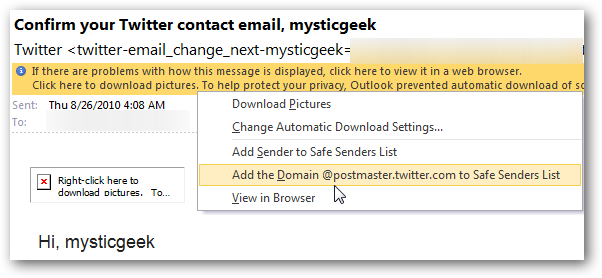 Confirm your Twitter contact email, mysticgeek
Twitter <twitter-email_change_next-mysticgeek=
If there are problems with how this message is displayed, click here to view it in a web browser.
Click here to download pictures. To help protect your privacy, Outlook prevented automatic download of
Sent: Thu 8/26/2010 4:08 AM
To:
Download Pictures
Change Automatic Download Settings...
Add Sender to Safe Senders List
Add the Domain @postmaster.twitter.com to Safe Senders List
View in Browser
Right-click here to
download pictures. To...
Hi, mysticgeek